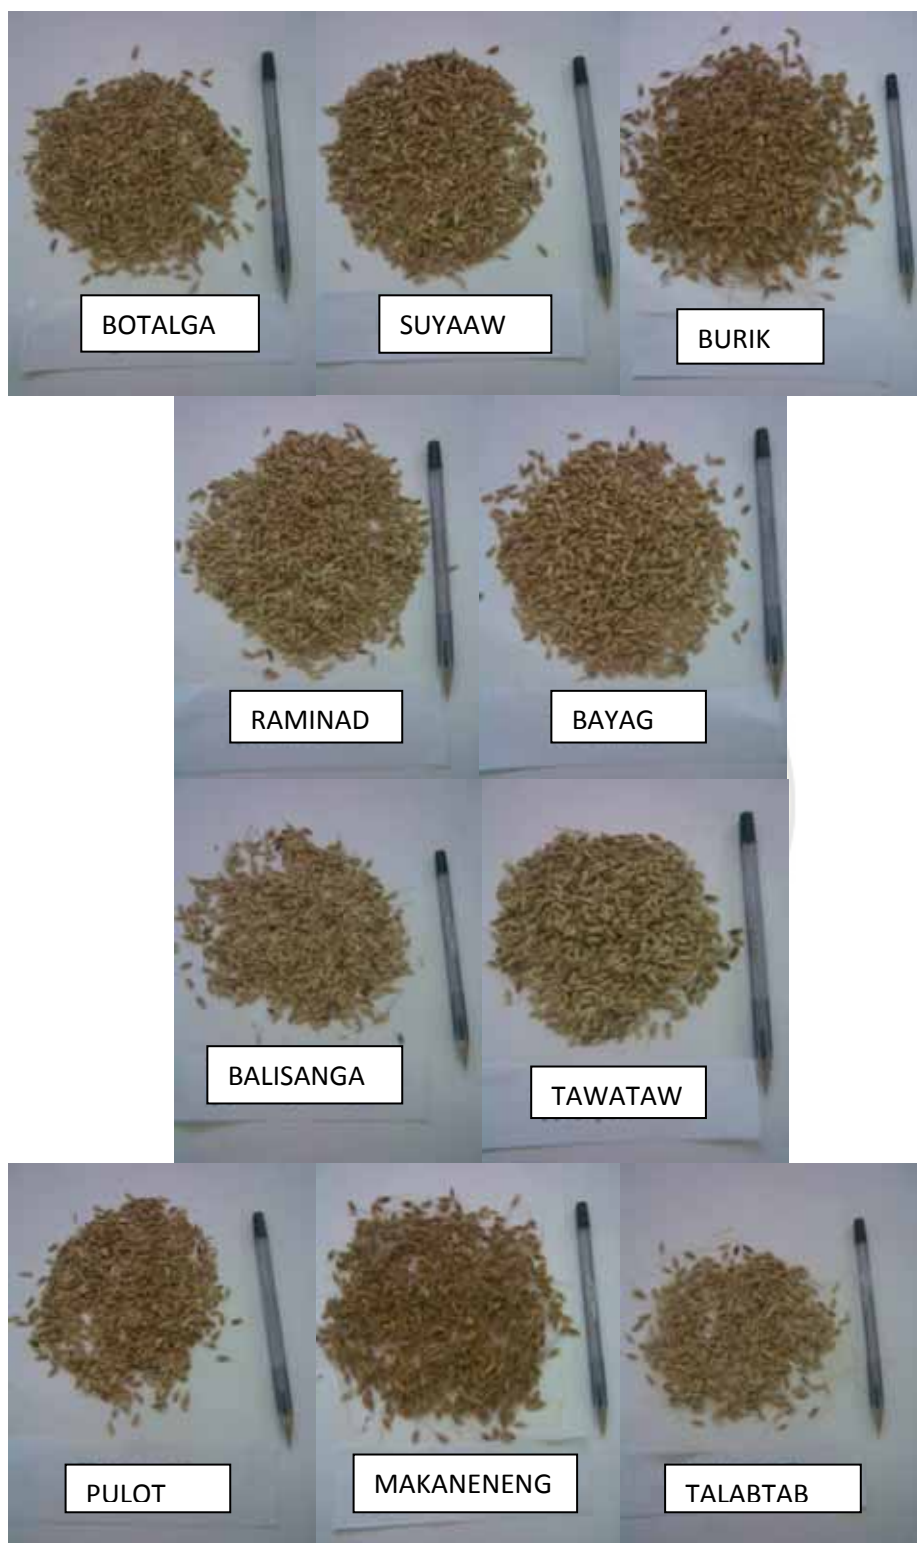 BOTALGA
SUYAAW
BURIK
RAMINAD
BAYAG
BALISANGA
TAWATAW
PULOT
MAKANENENG
TALABTAB